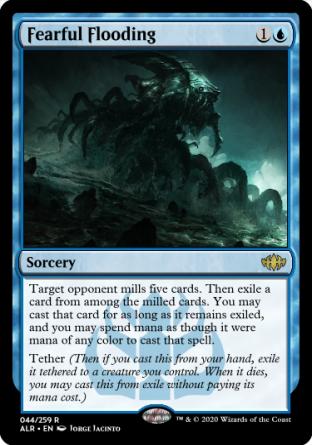 Fearful Flooding 1
Sorcery
Target opponent mills five cards. Then exile a
card from among the milled cards. You may
cast that card for as long as it remains exiled,
and you may spend mana as though it were
mana of any color to cast that spell.
Tether (Then if you cast this from your hand, exile
it tethered to a creature you control. When it dies,
you may cast this from exile without paying its
mana cost.)
044/259 R
ALR • EN Jorge Jacinto
™ & © 2020 Wizards of the Coast